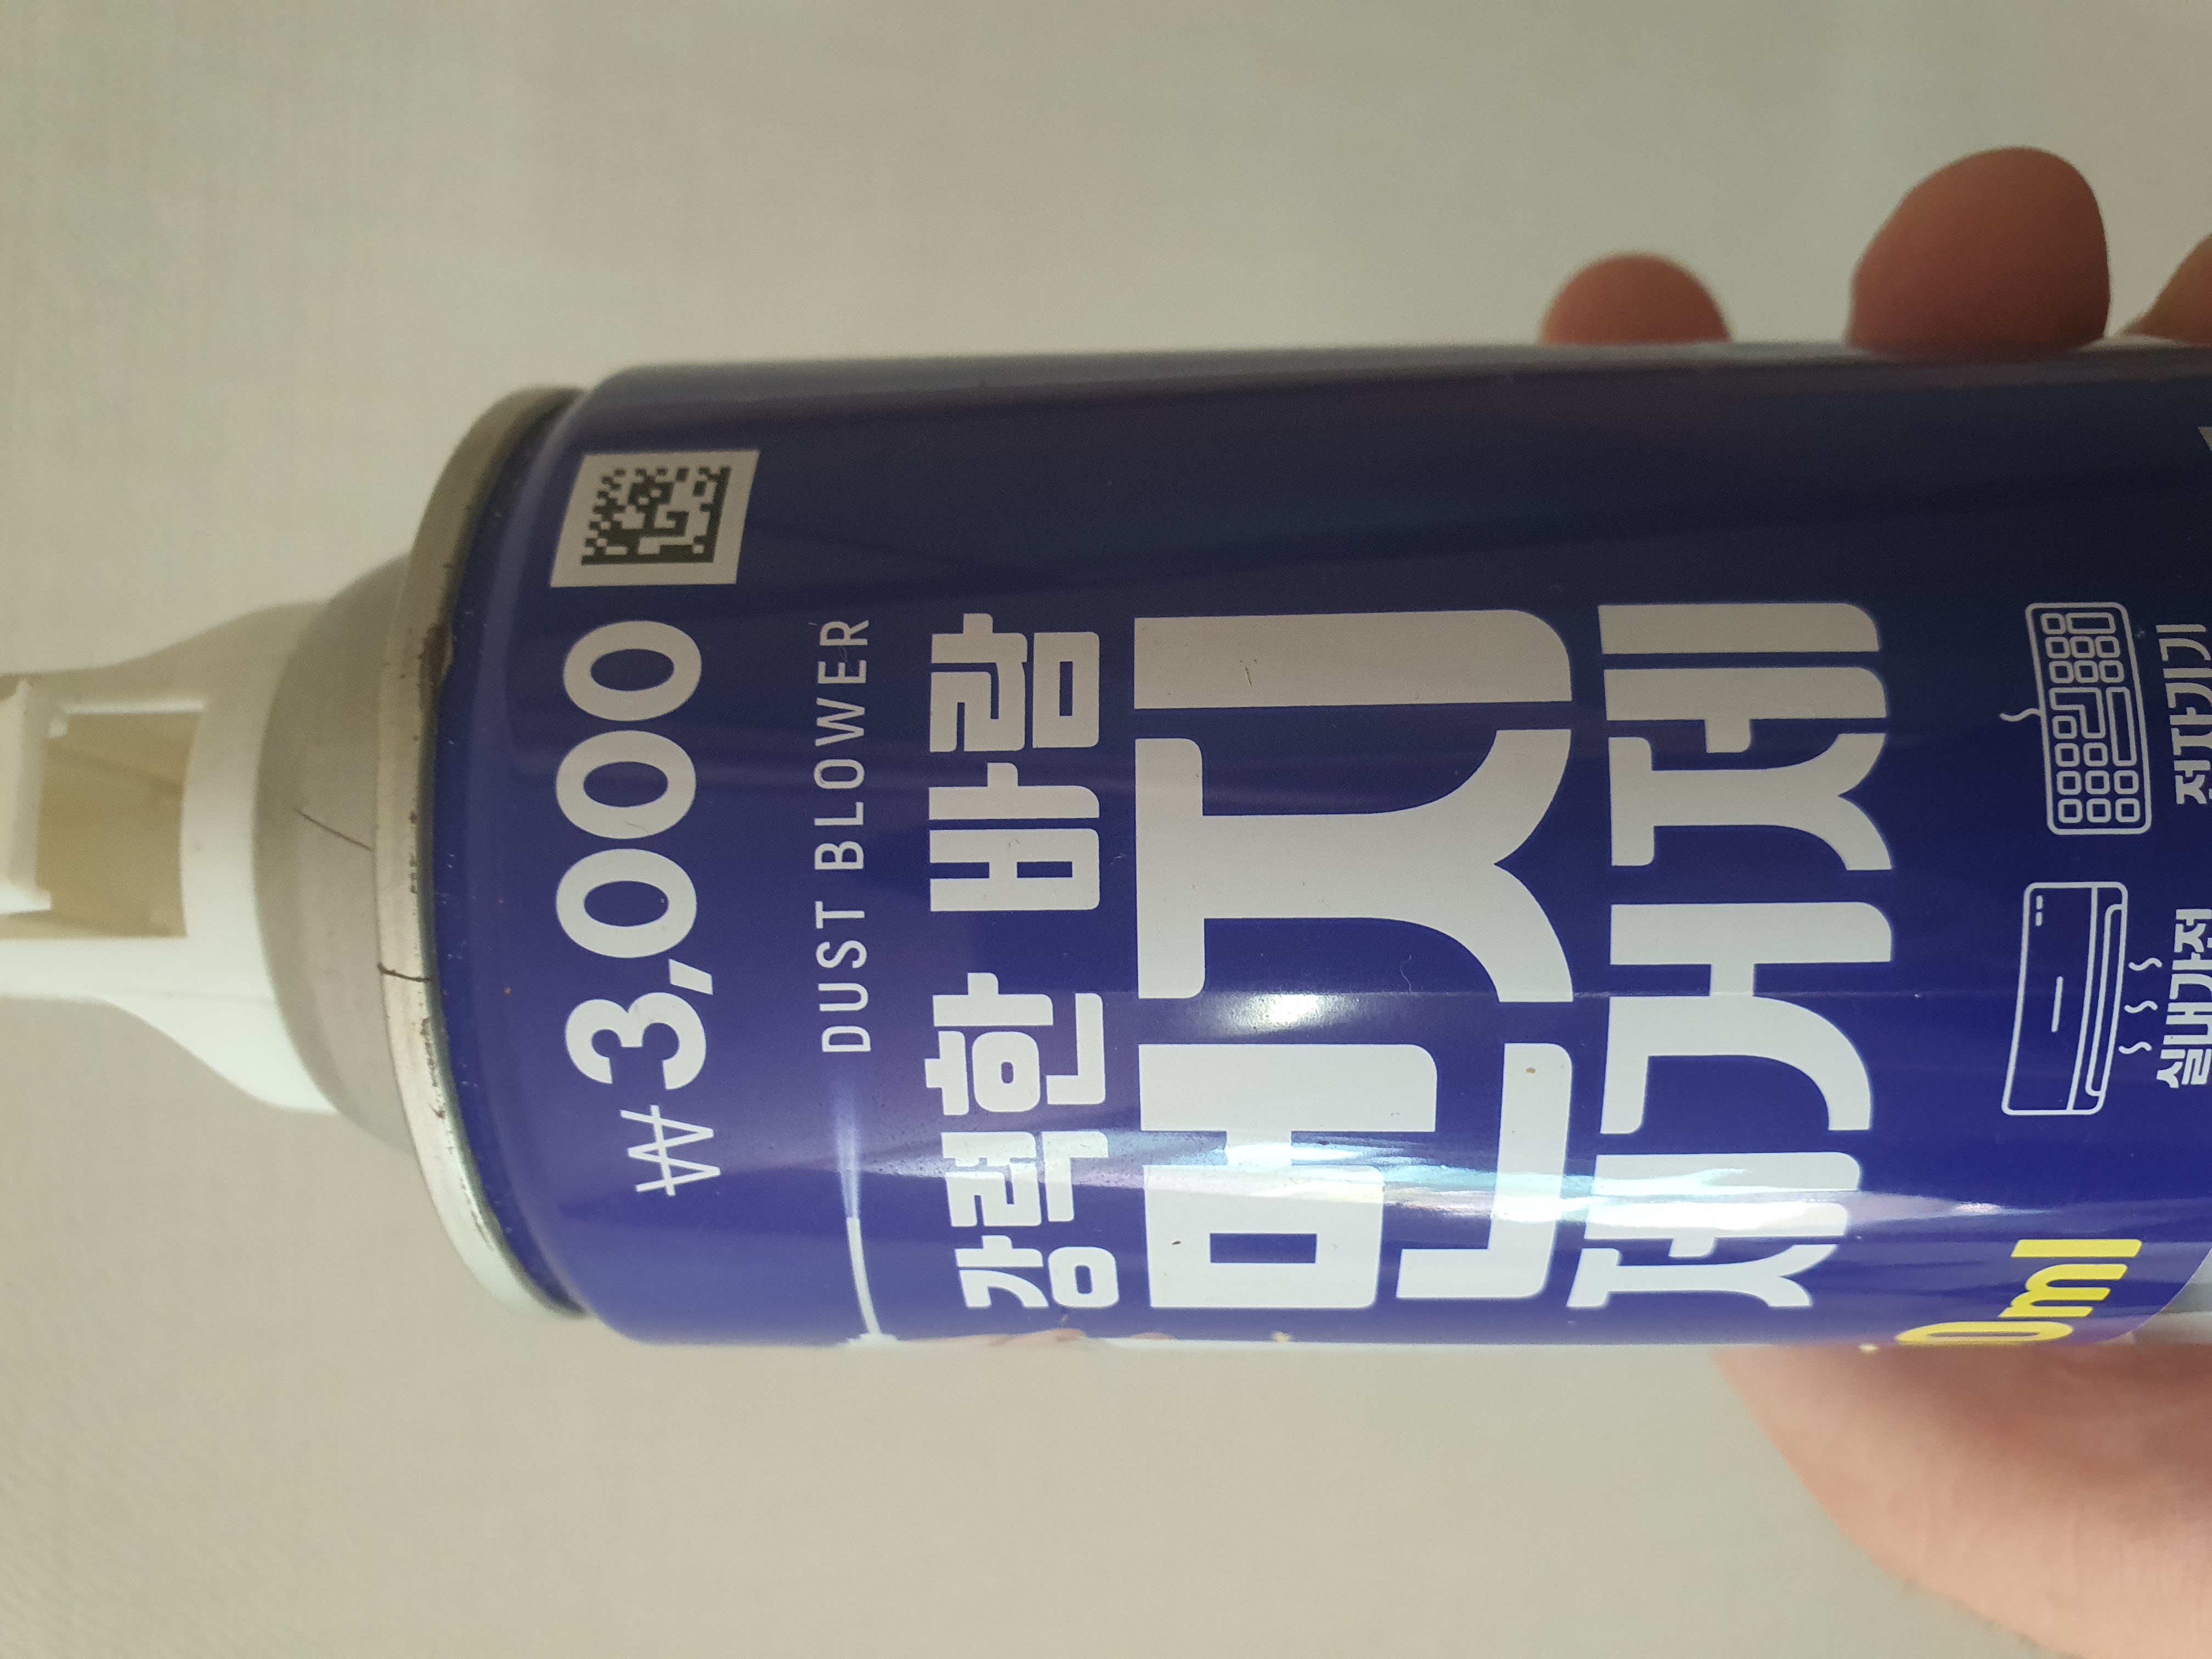 ₩3,000
DUST BLOWER
강력한 바람
먼지
제거제
실내가전
전자기기